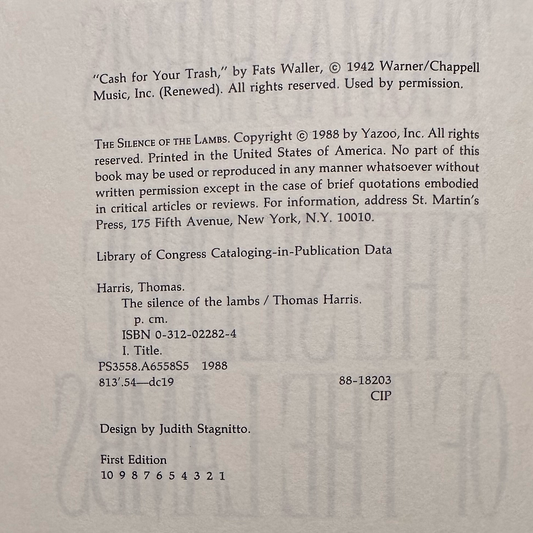 "Cash for Your Trash," by Fats Waller, © 1942 Warner/Chappell
Music, Inc. (Renewed). All rights reserved. Used by permission.
THE SILENCE OF THE LAMBS. Copyright © 1988 by Yazoo, Inc. All rights
reserved. Printed in the United States of America. No part of this
book may be used or reproduced in any manner whatsoever without
written permission except in the case of brief quotations embodied
in critical articles or reviews. For information, address St. Martin's
Press, 175 Fifth Avenue, New York, N.Y. 10010.
Library of Congress Cataloging-in-Publication Data
Harris, Thomas.
The silence of the lambs / Thomas Harris.
p. cm.
ISBN 0-312-02282-4
I. Title.
PS3558.A6558S5 1988
813'.54—dc19 88-18203
CIP
Design by Judith Stagnitto.
First Edition
10 9 8 7 6 5 4 3 2 1